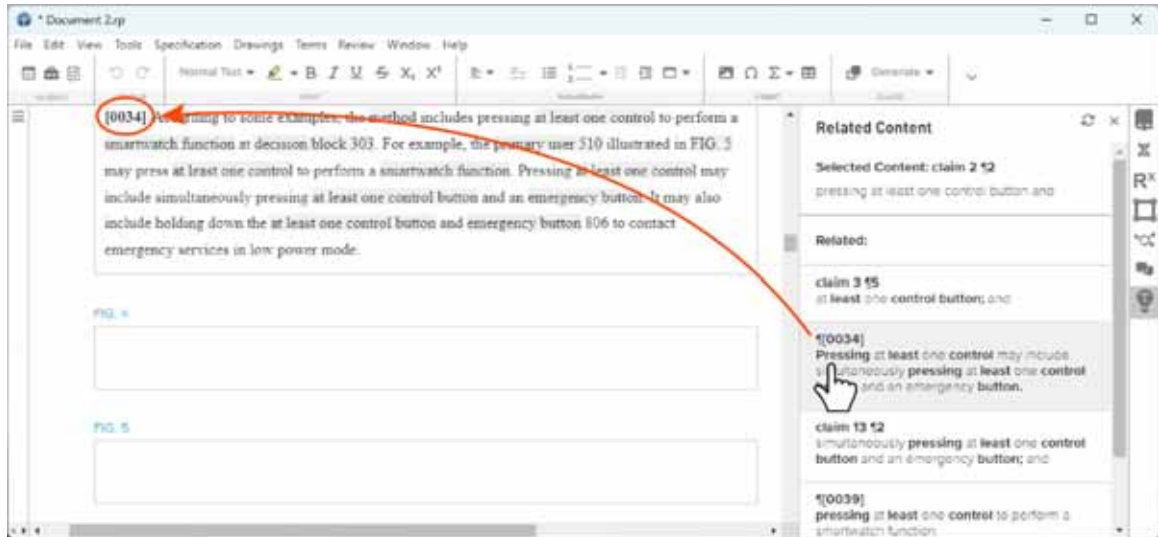 * Document 2.rp
File Edit View Tools Specification Drawings Terms Review Window Help
Normal Text B I U S X, X¹ Ω Σ Generate
[0034] to some examples, the method includes pressing at least one control to perform a
smartwatch function at decision block 303. For example, the primary user 510 illustrated in FIG. 5
may press at least one control to perform a smartwatch function. Pressing at least one control may
include simultaneously pressing at least one control button and an emergency button. It may also
include holding down the at least one control button and emergency button 806 to contact
emergency services in low power mode.
FIG. 5
Related Content
Selected Content: claim 2 ¶2
pressing at least one control button and
Related:
claim 3 ¶5
at least one control button; and
¶[0034]
Pressing at least one control may include
simultaneously pressing at least one control
and an emergency button.
claim 13 ¶2
simultaneously pressing at least one control
button and an emergency button; and
¶[0039]
pressing at least one control to perform a
smartwatch function